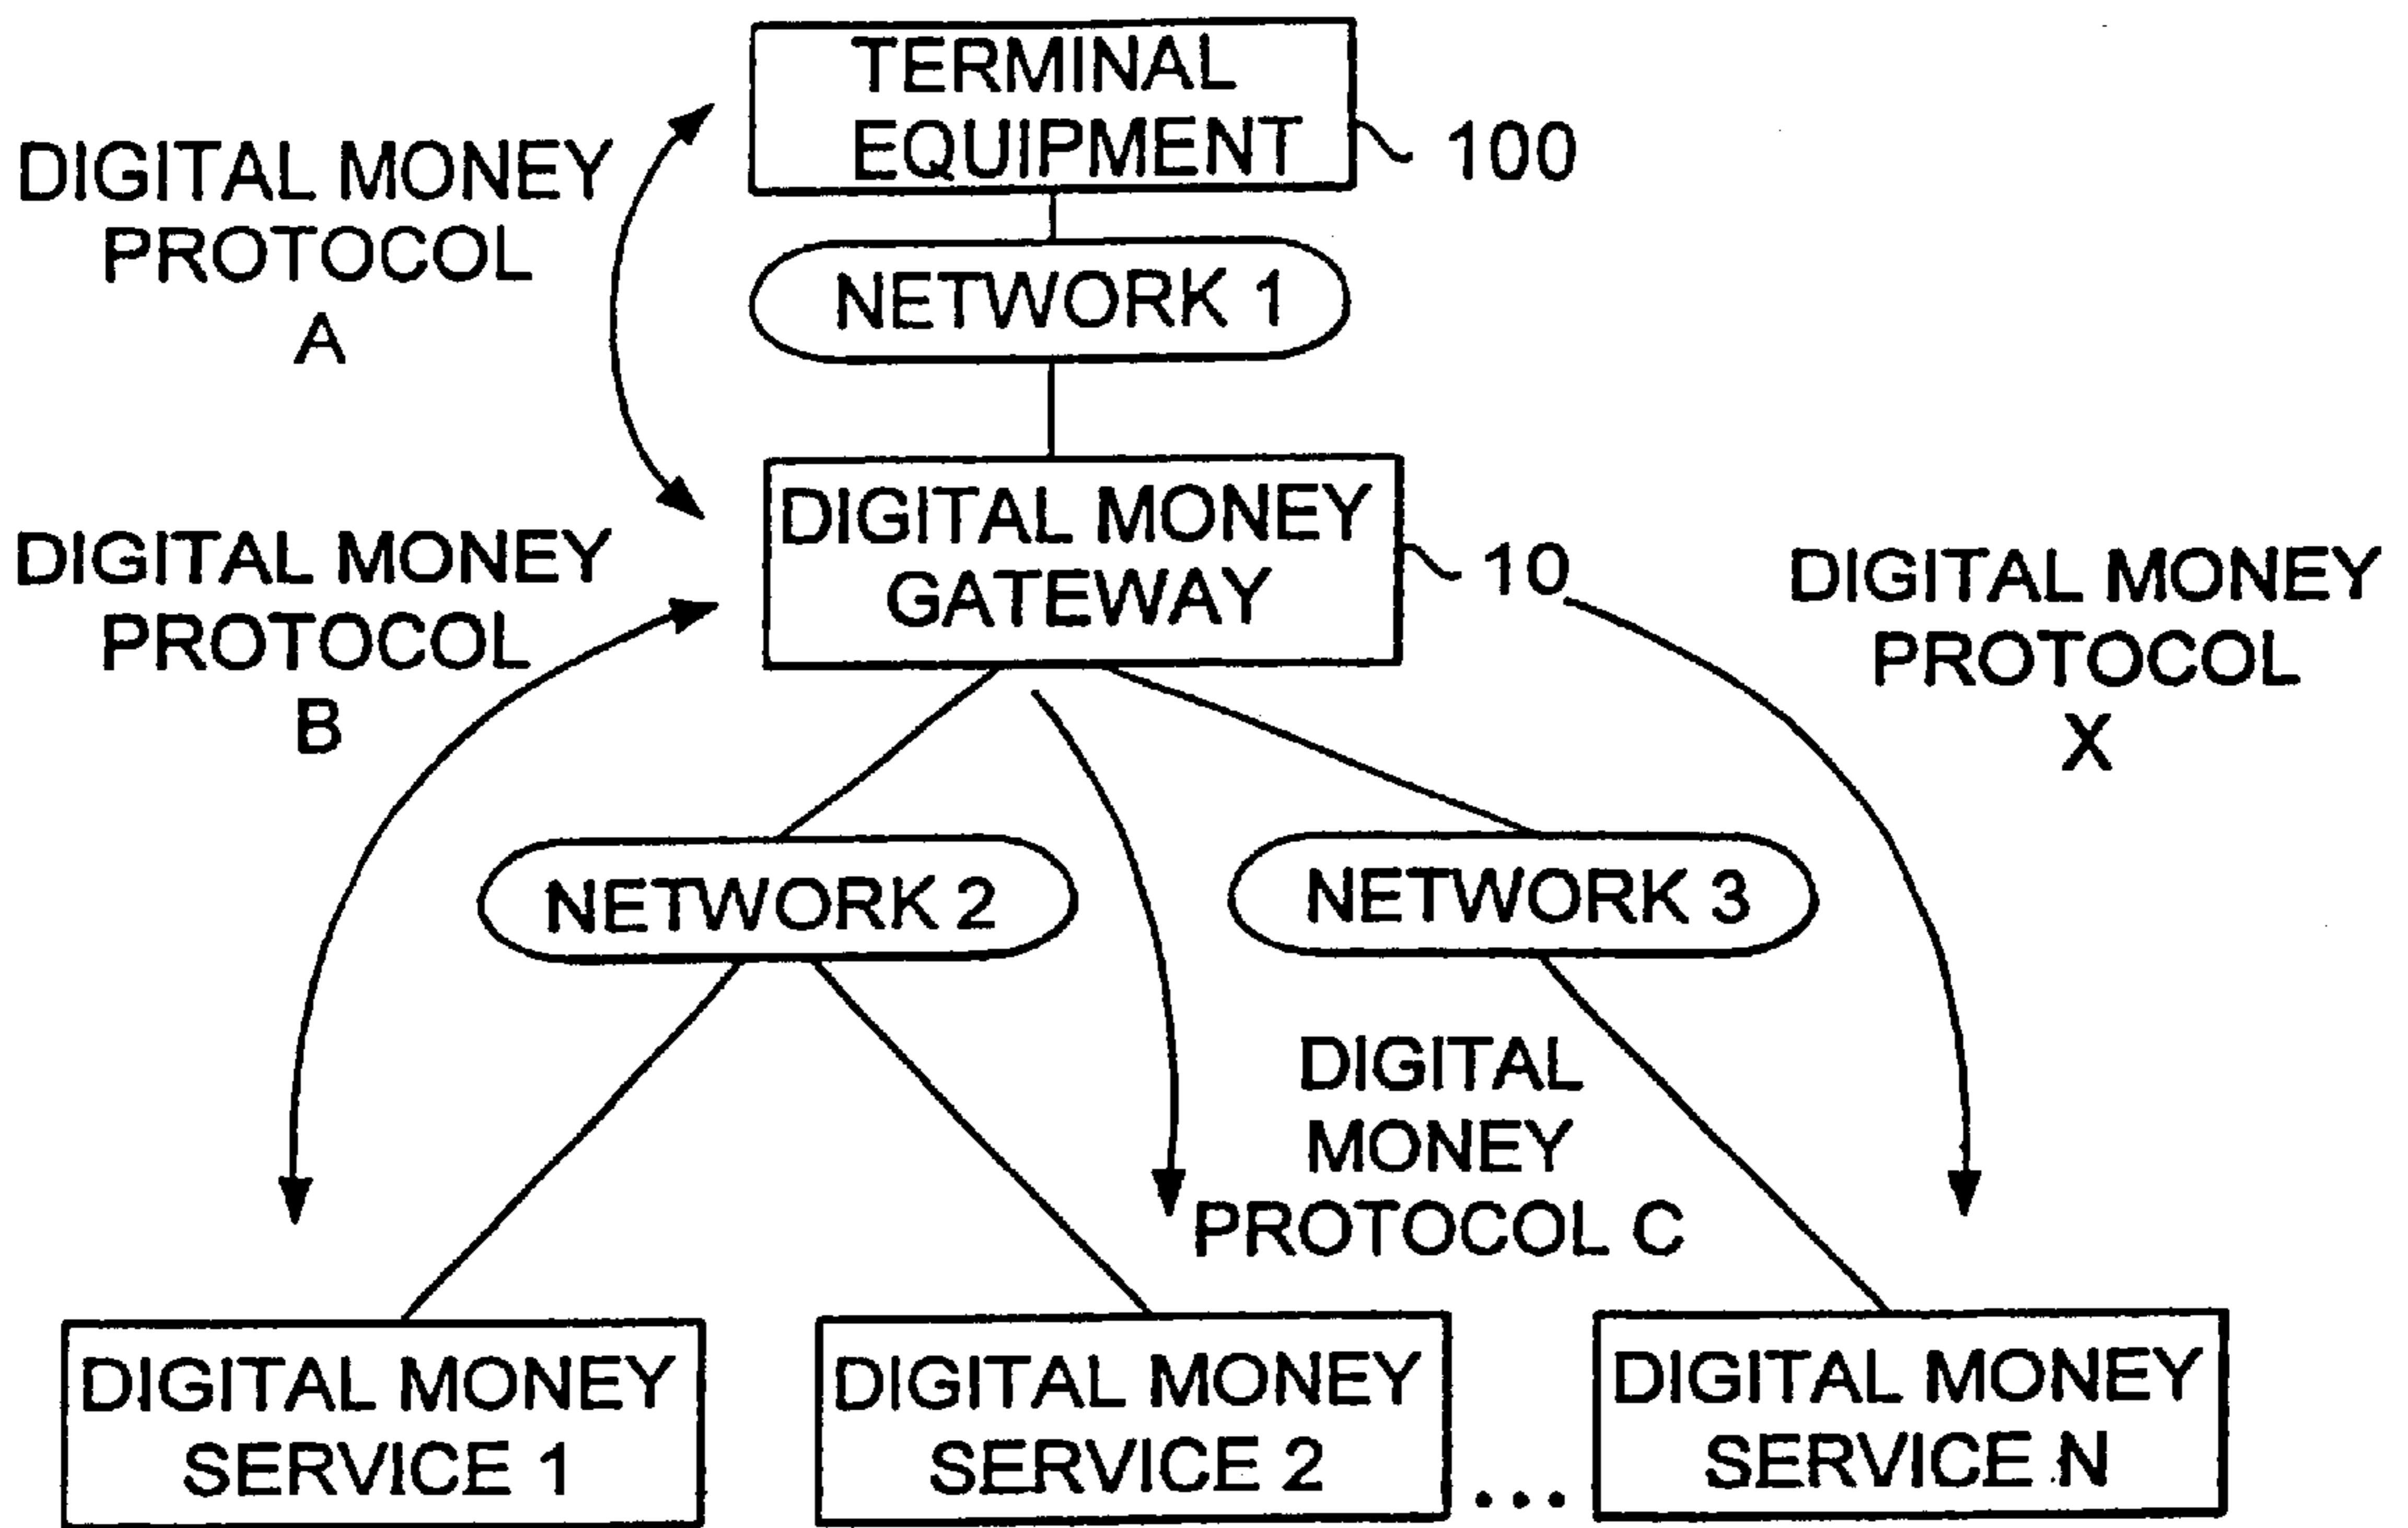 TERMINAL
EQUIPMENT
100
DIGITAL MONEY
PROTOCOL
A
NETWORK 1
DIGITAL MONEY
GATEWAY
10
DIGITAL MONEY
PROTOCOL
B
DIGITAL MONEY
PROTOCOL
X
NETWORK 2
NETWORK 3
DIGITAL
MONEY
PROTOCOL C
DIGITAL MONEY
SERVICE 1
DIGITAL MONEY
SERVICE 2
...
DIGITAL MONEY
SERVICE N